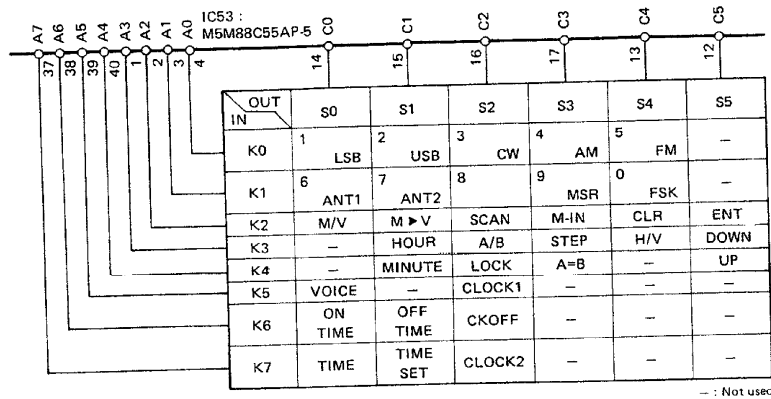 IC53 :
M5M88C55AP-5
A7 A6 A5 A4 A3 A2 A1 A0 C0 C1 C2 C3 C4 C5
37 38 39 40 1 2 3 4 14 15 16 17 13 12
OUT
IN S0 S1 S2 S3 S4 S5
K0 1 LSB 2 USB 3 CW 4 AM 5 FM –
K1 6 ANT1 7 ANT2 8 9 MSR 0 FSK –
K2 M/V M ▶ V SCAN M-IN CLR ENT
K3 – HOUR A/B STEP H/V DOWN
K4 – MINUTE LOCK A=B – UP
K5 VOICE – CLOCK1 – – –
K6 ON TIME OFF TIME CKOFF – – –
K7 TIME TIME SET CLOCK2 – – –
– : Not used